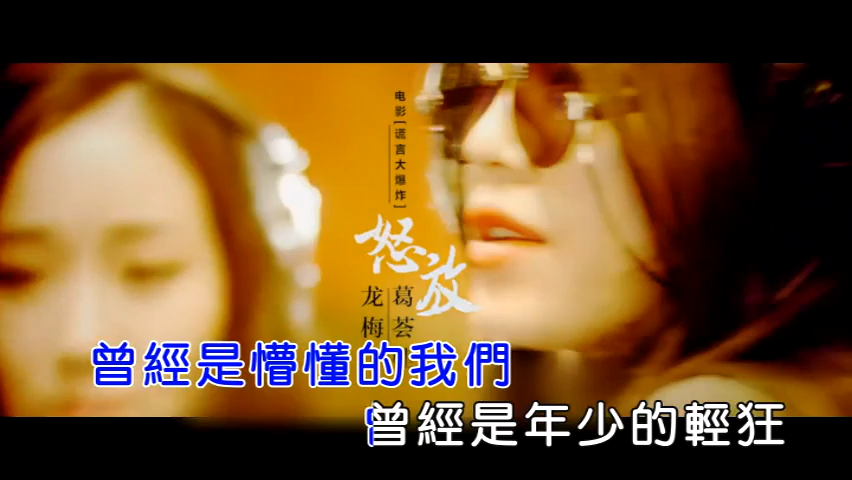 电影[谎言大爆炸]
怒放
龙梅
葛荟
曾經是懵懂的我們
曾經是年少的輕狂